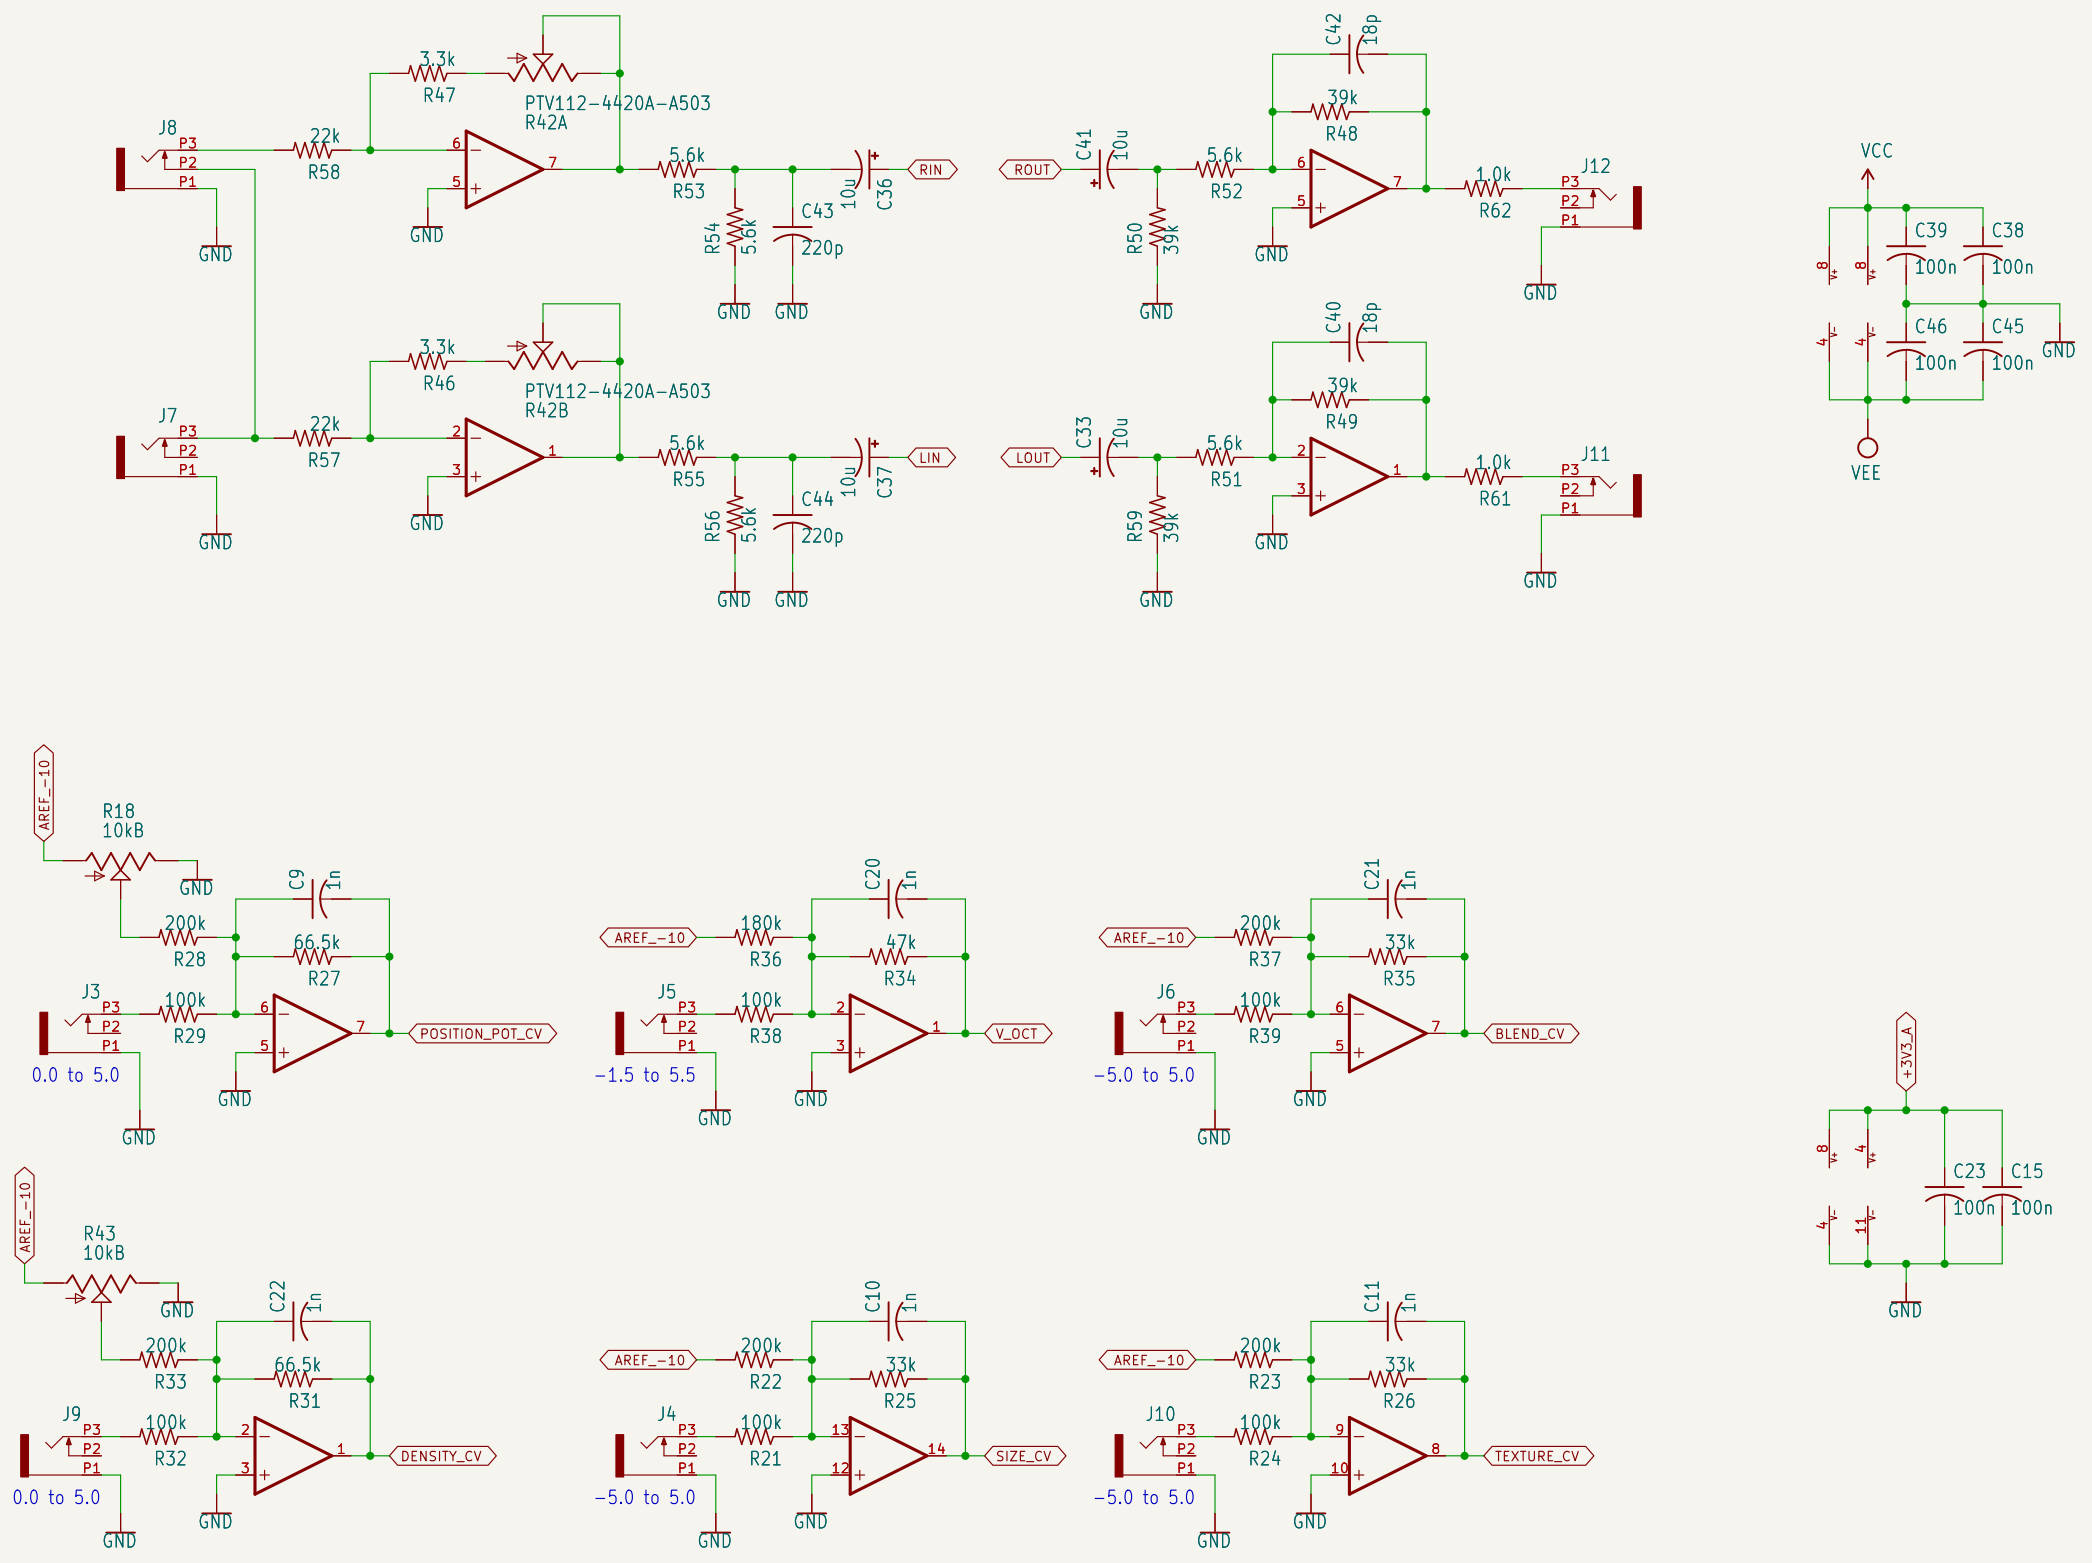 3.3k
R47
PTV112-4420A-A503
R42A
J8
P3
P2
P1
GND
22k
R58
6
5
7
GND
5.6k
R53
R54
5.6k
GND
C43
220p
GND
10u
C36
RIN
ROUT
C41
10u
R50
39k
GND
5.6k
R52
C42
18p
39k
R48
6
5
7
GND
1.0k
R62
J12
P3
P2
P1
GND
VCC
8
V+
8
V+
C39
100n
C38
100n
4
V-
4
V-
C46
100n
C45
100n
GND
VEE
3.3k
R46
PTV112-4420A-A503
R42B
J7
P3
P2
P1
GND
22k
R57
2
3
1
GND
5.6k
R55
R56
5.6k
GND
C44
220p
GND
10u
C37
LIN
LOUT
C33
10u
R59
39k
GND
5.6k
R51
C40
18p
39k
R49
2
3
1
GND
1.0k
R61
J11
P3
P2
P1
GND
AREF_-10
R18
10kB
GND
200k
R28
C9
1n
66.5k
R27
J3
P3
P2
P1
0.0 to 5.0
GND
100k
R29
6
5
7
GND
POSITION_POT_CV
AREF_-10
180k
R36
C20
1n
47k
R34
J5
P3
P2
P1
-1.5 to 5.5
GND
100k
R38
2
3
1
GND
V_OCT
AREF_-10
200k
R37
C21
1n
33k
R35
J6
P3
P2
P1
-5.0 to 5.0
GND
100k
R39
6
5
7
GND
BLEND_CV
+3V3_A
8
V+
4
V+
4
V-
11
V-
C23
100n
C15
100n
GND
AREF_-10
R43
10kB
GND
200k
R33
C22
1n
66.5k
R31
J9
P3
P2
P1
0.0 to 5.0
GND
100k
R32
2
3
1
GND
DENSITY_CV
AREF_-10
200k
R22
C10
1n
33k
R25
J4
P3
P2
P1
-5.0 to 5.0
GND
100k
R21
13
12
14
GND
SIZE_CV
AREF_-10
200k
R23
C11
1n
33k
R26
J10
P3
P2
P1
-5.0 to 5.0
GND
100k
R24
9
10
8
GND
TEXTURE_CV